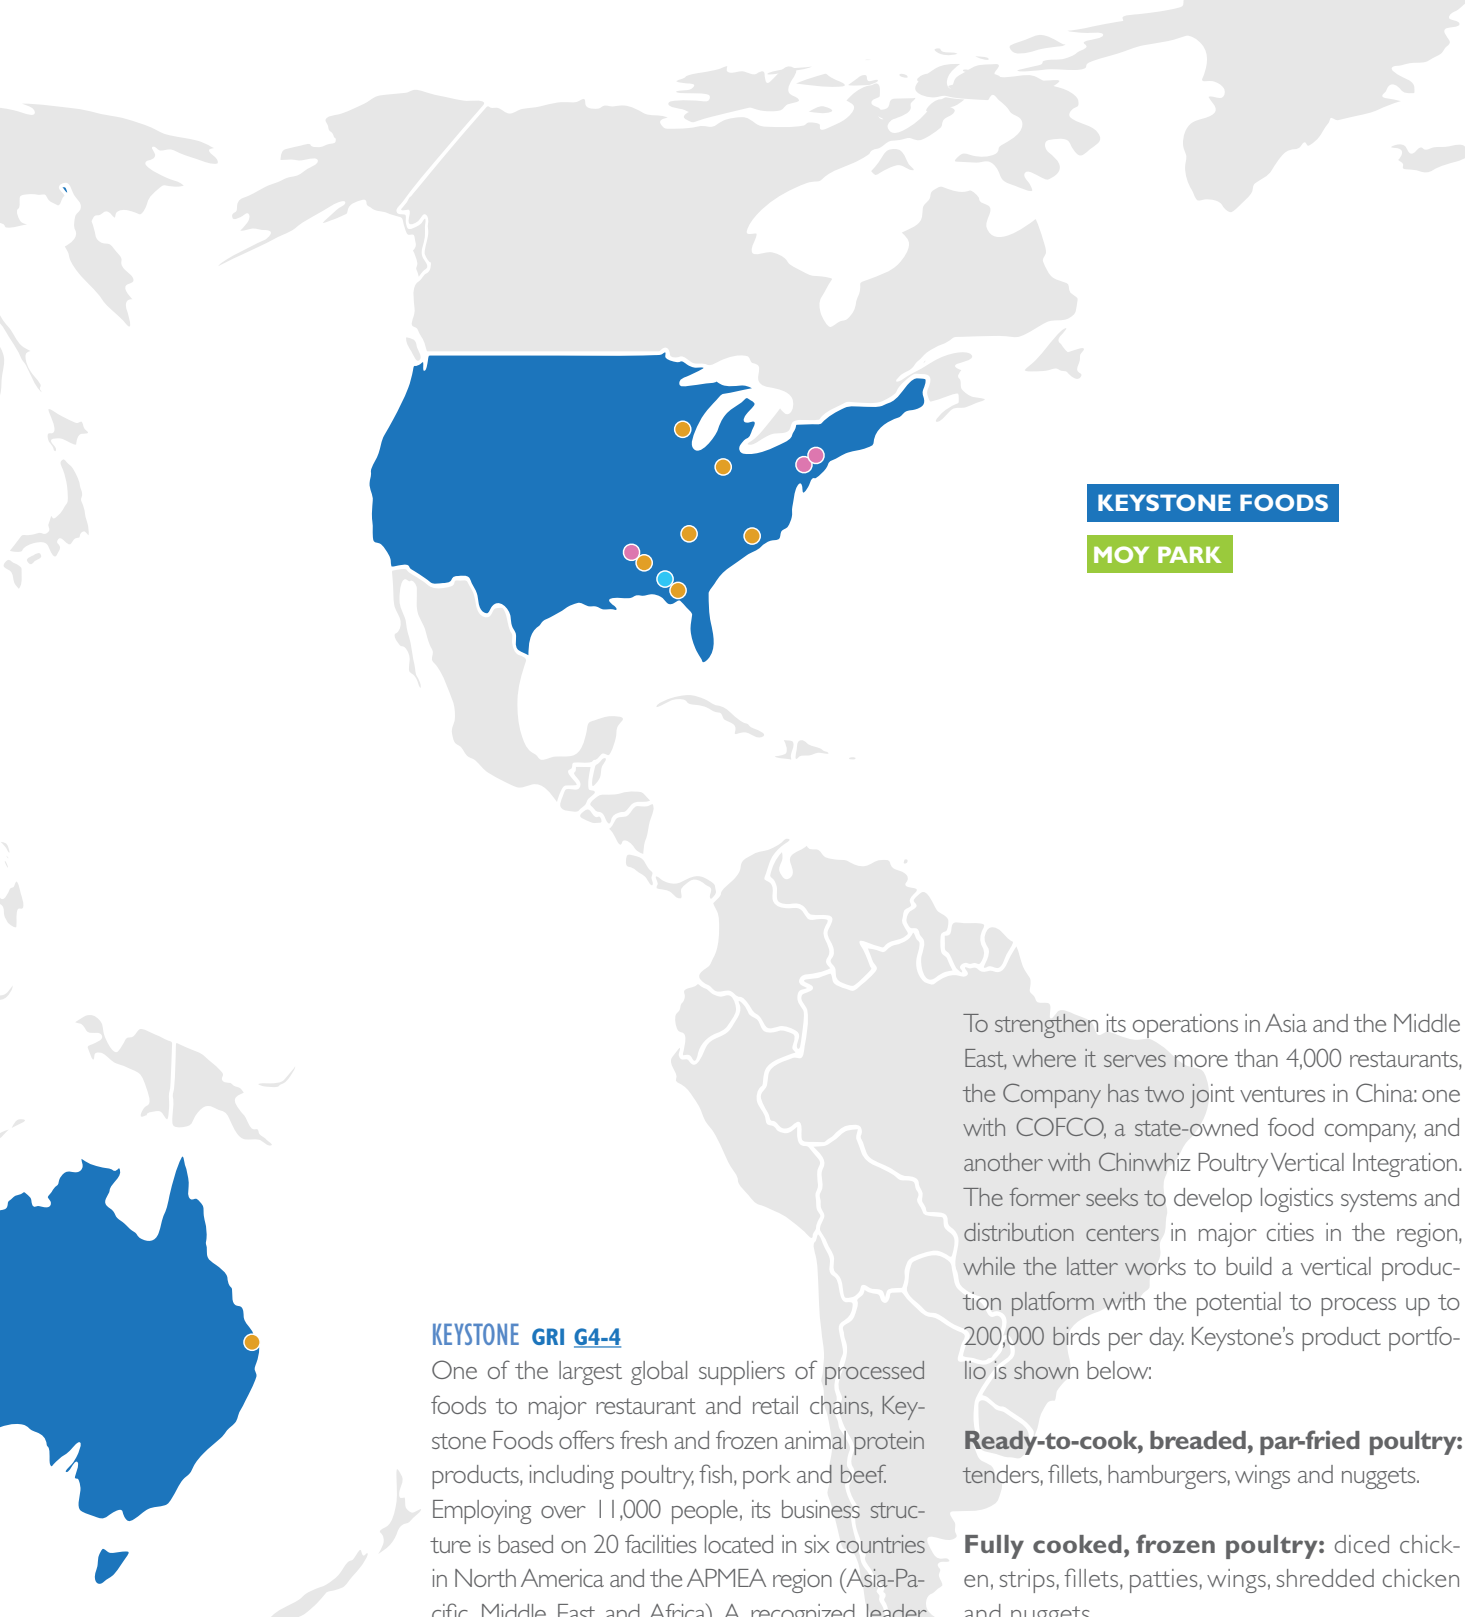 KEYSTONE FOODS
MOY PARK
KEYSTONE GRI G4-4
One of the largest global suppliers of processed
foods to major restaurant and retail chains, Key-
stone Foods offers fresh and frozen animal protein
products, including poultry, fish, pork and beef.
Employing over 11,000 people, its business struc-
ture is based on 20 facilities located in six countries
in North America and the APMEA region (Asia-Pa-
cific, Middle East and Africa). A recognized leader
To strengthen its operations in Asia and the Middle
East, where it serves more than 4,000 restaurants,
the Company has two joint ventures in China: one
with COFCO, a state-owned food company, and
another with Chinwhiz Poultry Vertical Integration.
The former seeks to develop logistics systems and
distribution centers in major cities in the region,
while the latter works to build a vertical produc-
tion platform with the potential to process up to
200,000 birds per day. Keystone's product portfo-
lio is shown below:
Ready-to-cook, breaded, par-fried poultry:
tenders, fillets, hamburgers, wings and nuggets.
Fully cooked, frozen poultry: diced chick-
en, strips, fillets, patties, wings, shredded chicken
and nuggets